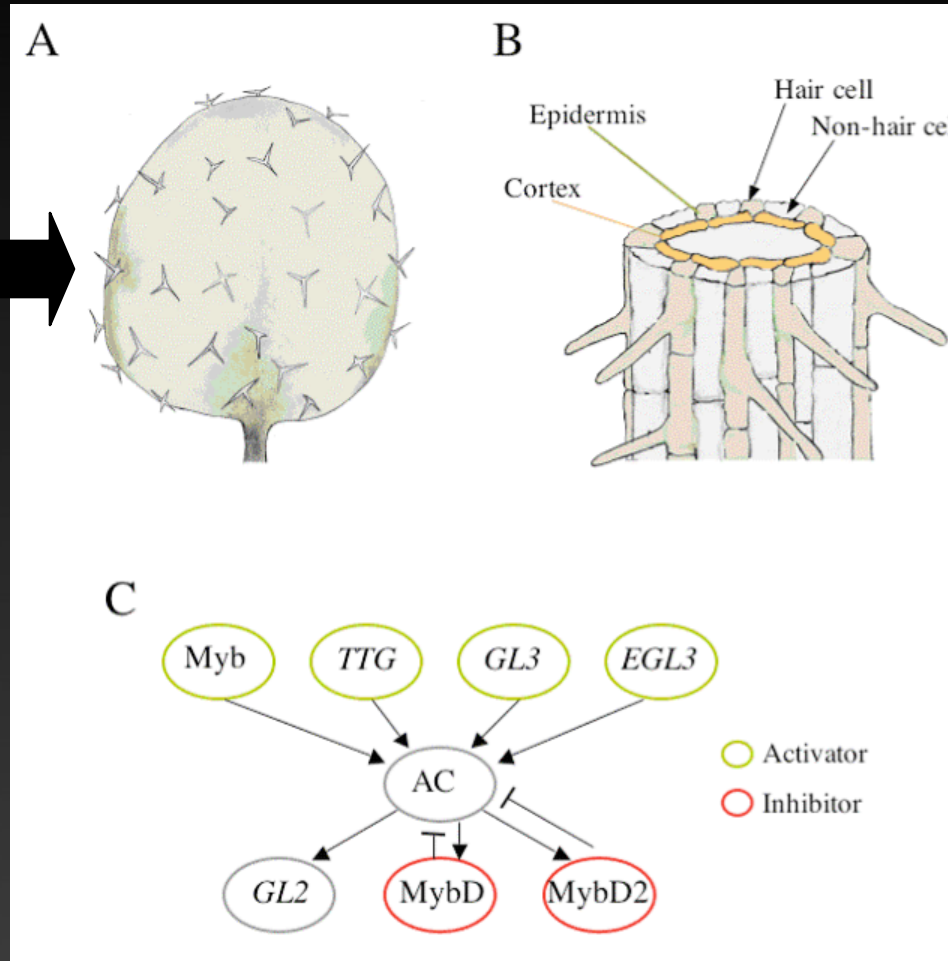 A
B
Hair cell
Epidermis
Non-hair ce
Cortex
C
Myb
TTG
GL3
EGL3
AC
Activator
Inhibitor
GL2
MybD
MybD2